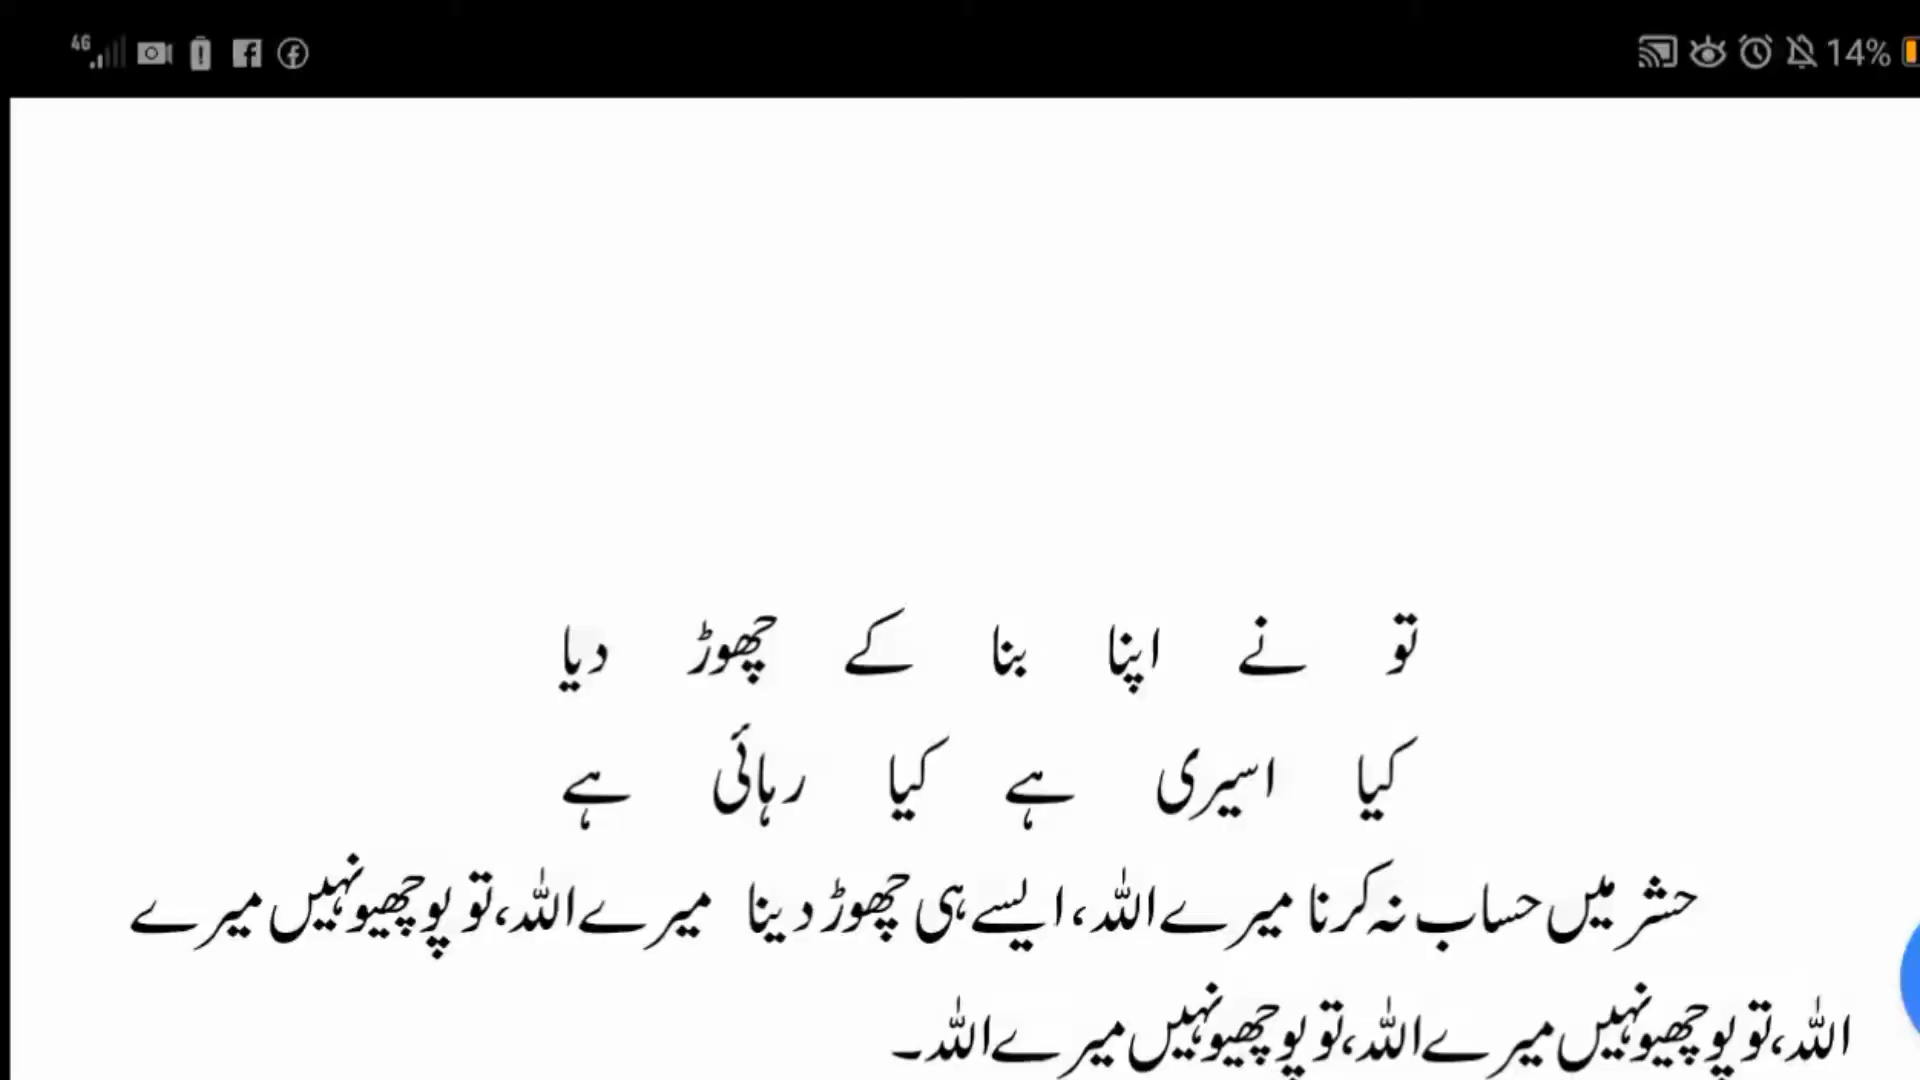 4G 14%
تو نے اپنا بنا کے چھوڑ دیا
کیا اسیری ہے کیا رہائی ہے
حشر میں حساب نہ کرنا میرے اللہ، ایسے ہی چھوڑ دینا میرے اللہ، تو پوچھیو نہیں میرے
اللہ، تو پوچھیو نہیں میرے اللہ، تو پوچھیو نہیں میرے اللہ۔